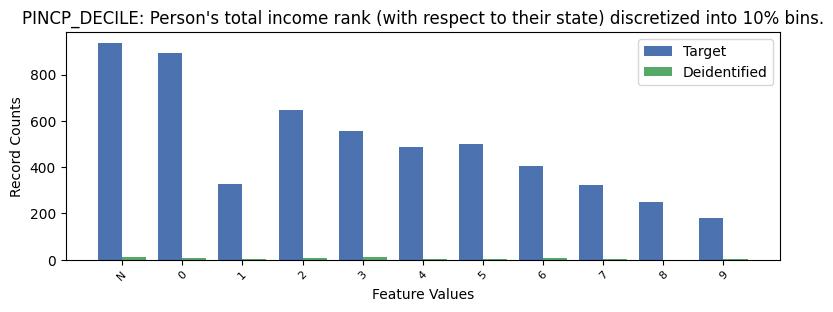 PINCP_DECILE: Person's total income rank (with respect to their state) discretized into 10% bins.
Target
Deidentified
Record Counts
800
600
400
200
0
N 0 1 2 3 4 5 6 7 8 9
Feature Values